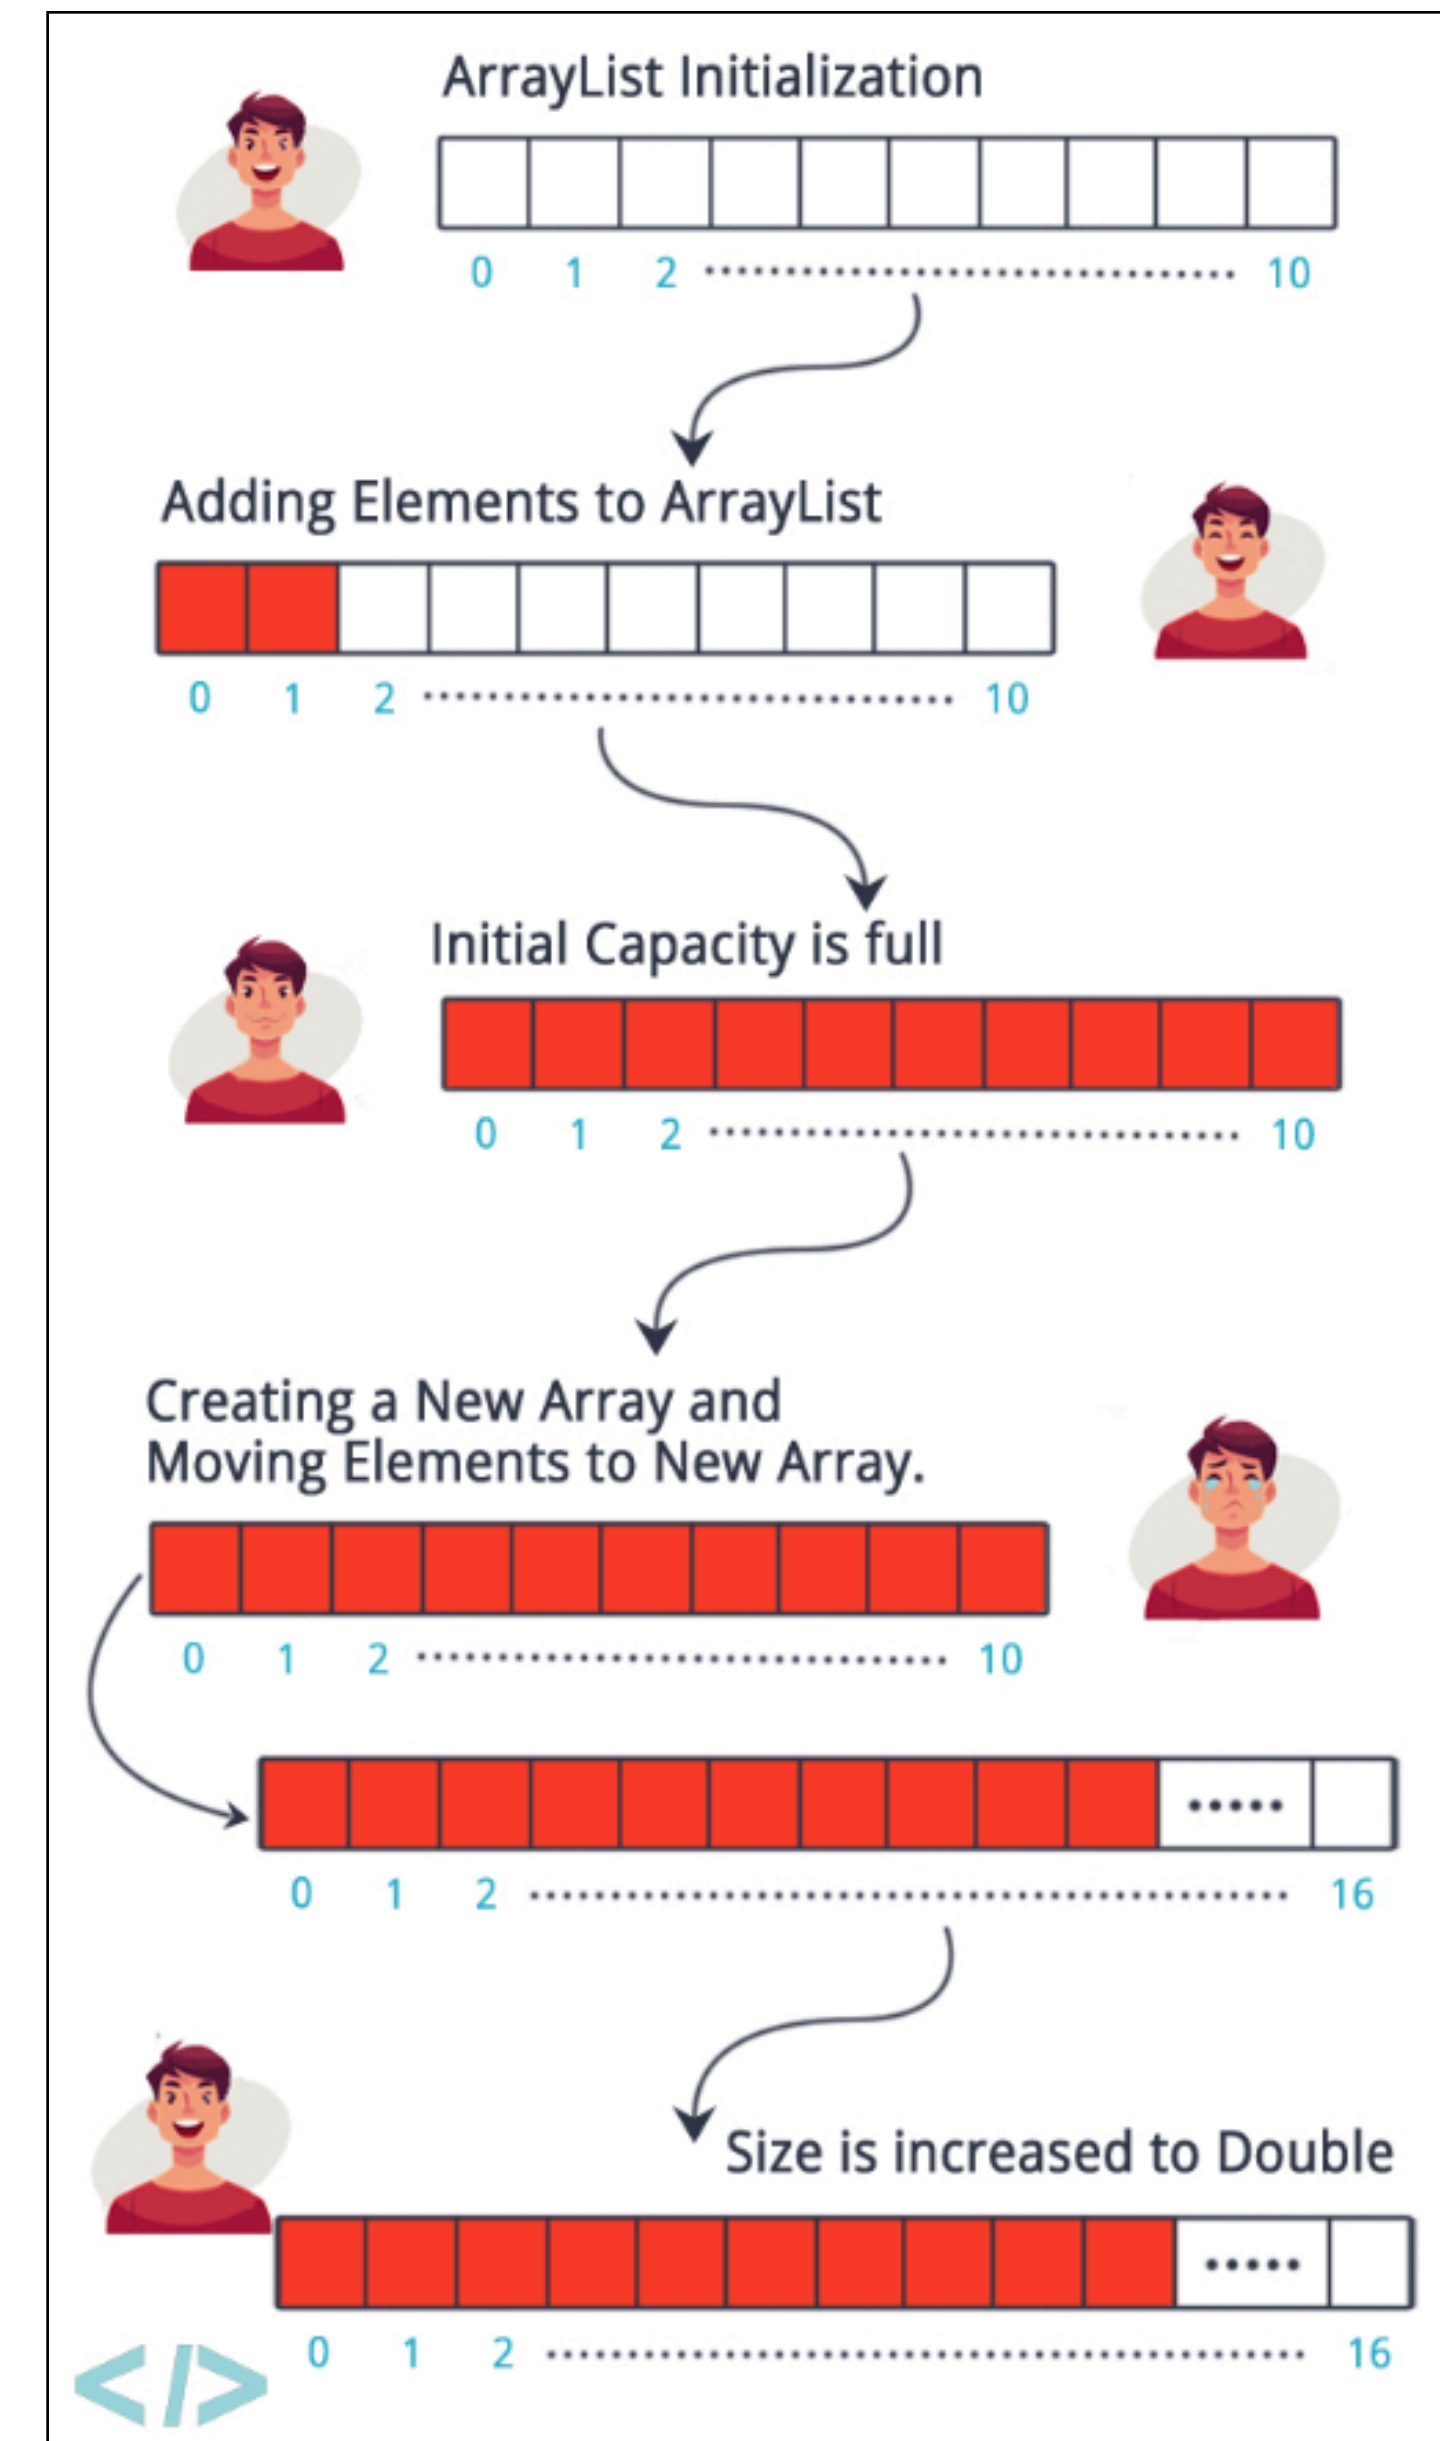 ArrayList Initialization
0 1 2 ................................. 10
Adding Elements to ArrayList
0 1 2 ................................. 10
Initial Capacity is full
0 1 2 ................................. 10
Creating a New Array and
Moving Elements to New Array.
0 1 2 ................................. 10
.....
0 1 2 ............................................... 16
Size is increased to Double
.....
0 1 2 ............................................... 16
</>